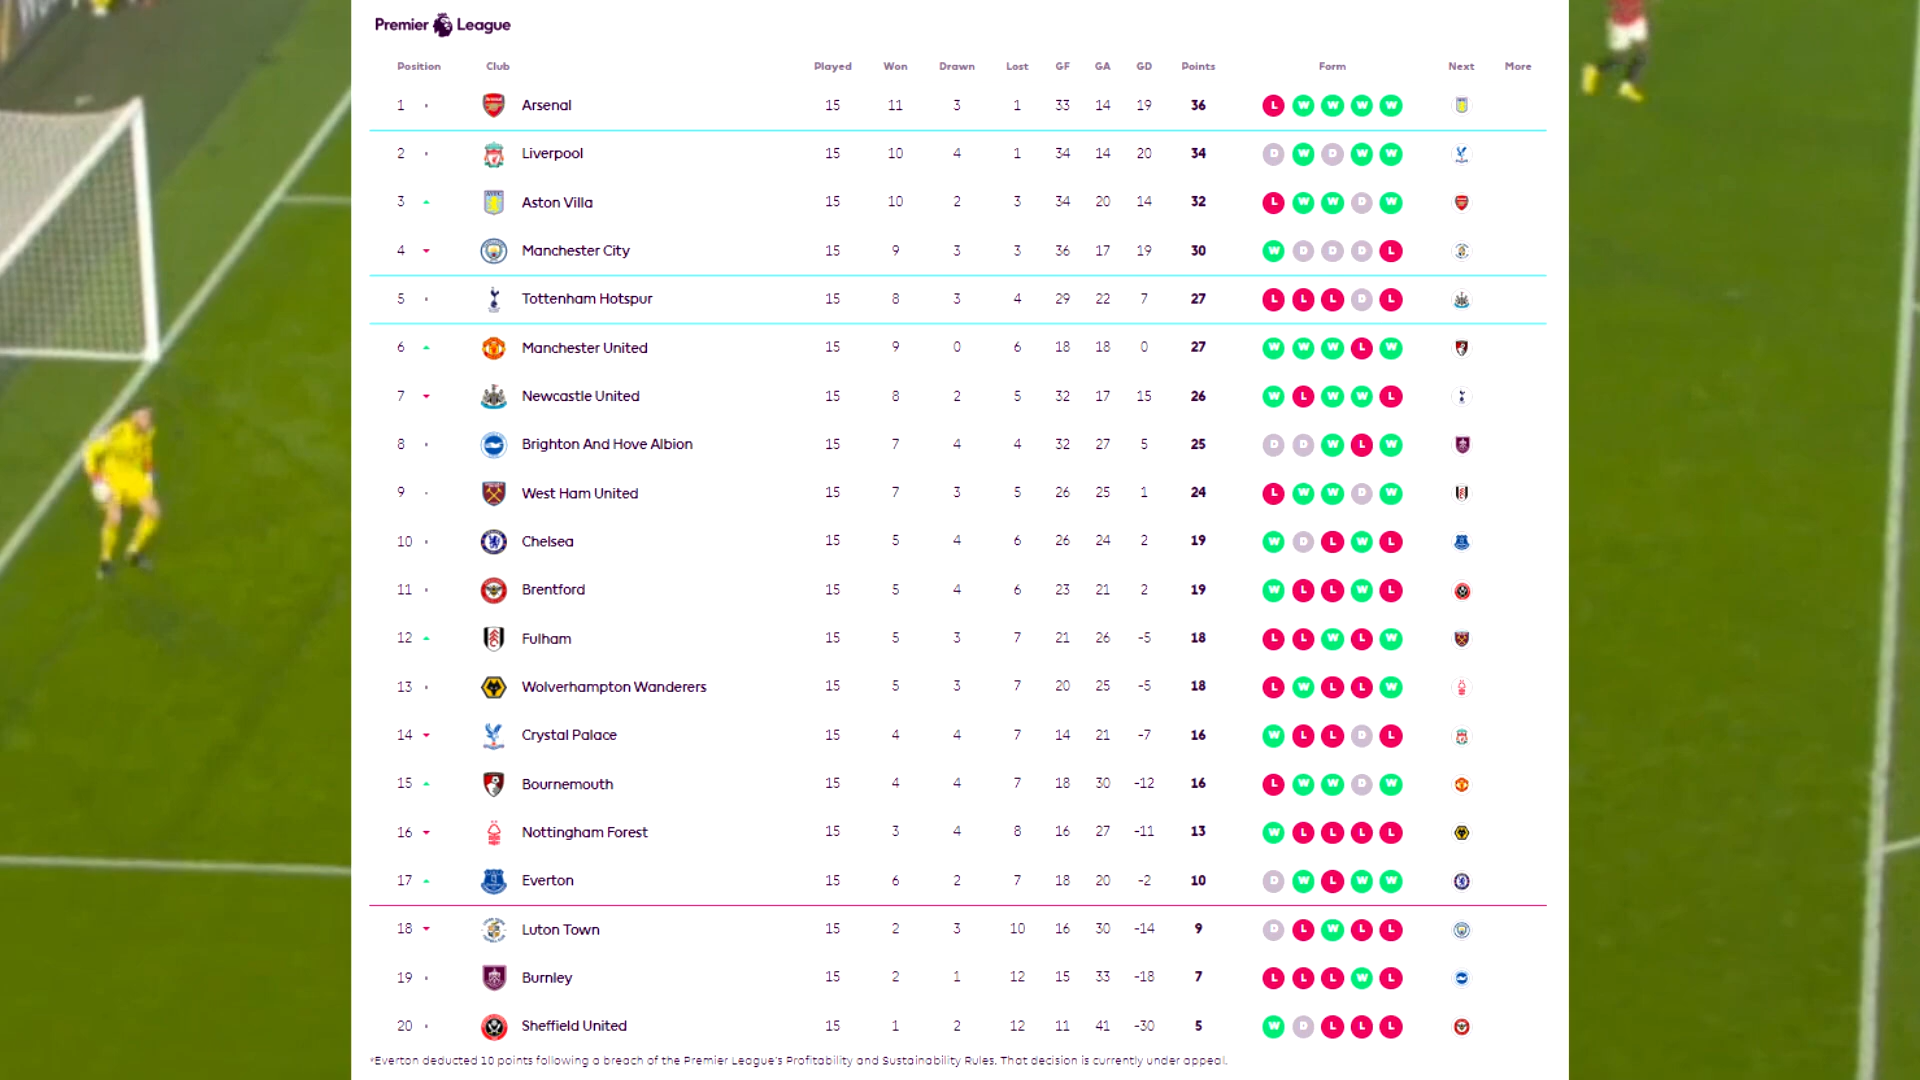 Premier League
Position Club Played Won Drawn Lost GF GA GD Points Form Next More
1 Arsenal 15 11 3 1 33 14 19 36 L W W W W
2 Liverpool 15 10 4 1 34 14 20 34 D W D W W
3 Aston Villa 15 10 2 3 34 20 14 32 L W W D W
4 Manchester City 15 9 3 3 36 17 19 30 W D D D L
5 Tottenham Hotspur 15 8 3 4 29 22 7 27 L L L D L
6 Manchester United 15 9 0 6 18 18 0 27 W W W L W
7 Newcastle United 15 8 2 5 32 17 15 26 W L W W L
8 Brighton And Hove Albion 15 7 4 4 32 27 5 25 D D W L W
9 West Ham United 15 7 3 5 26 25 1 24 L W W D W
10 Chelsea 15 5 4 6 26 24 2 19 W D L W L
11 Brentford 15 5 4 6 23 21 2 19 W L L W L
12 Fulham 15 5 3 7 21 26 -5 18 L L W L W
13 Wolverhampton Wanderers 15 5 3 7 20 25 -5 18 L W L L W
14 Crystal Palace 15 4 4 7 14 21 -7 16 W L L D L
15 Bournemouth 15 4 4 7 18 30 -12 16 L W W D W
16 Nottingham Forest 15 3 4 8 16 27 -11 13 W L L L L
17 Everton 15 6 2 7 18 20 -2 10 D W L W W
18 Luton Town 15 2 3 10 16 30 -14 9 D L W L L
19 Burnley 15 2 1 12 15 33 -18 7 L L L W L
20 Sheffield United 15 1 2 12 11 41 -30 5 W D L L L
*Everton deducted 10 points following a breach of the Premier League's Profitability and Sustainability Rules. That decision is currently under appeal.